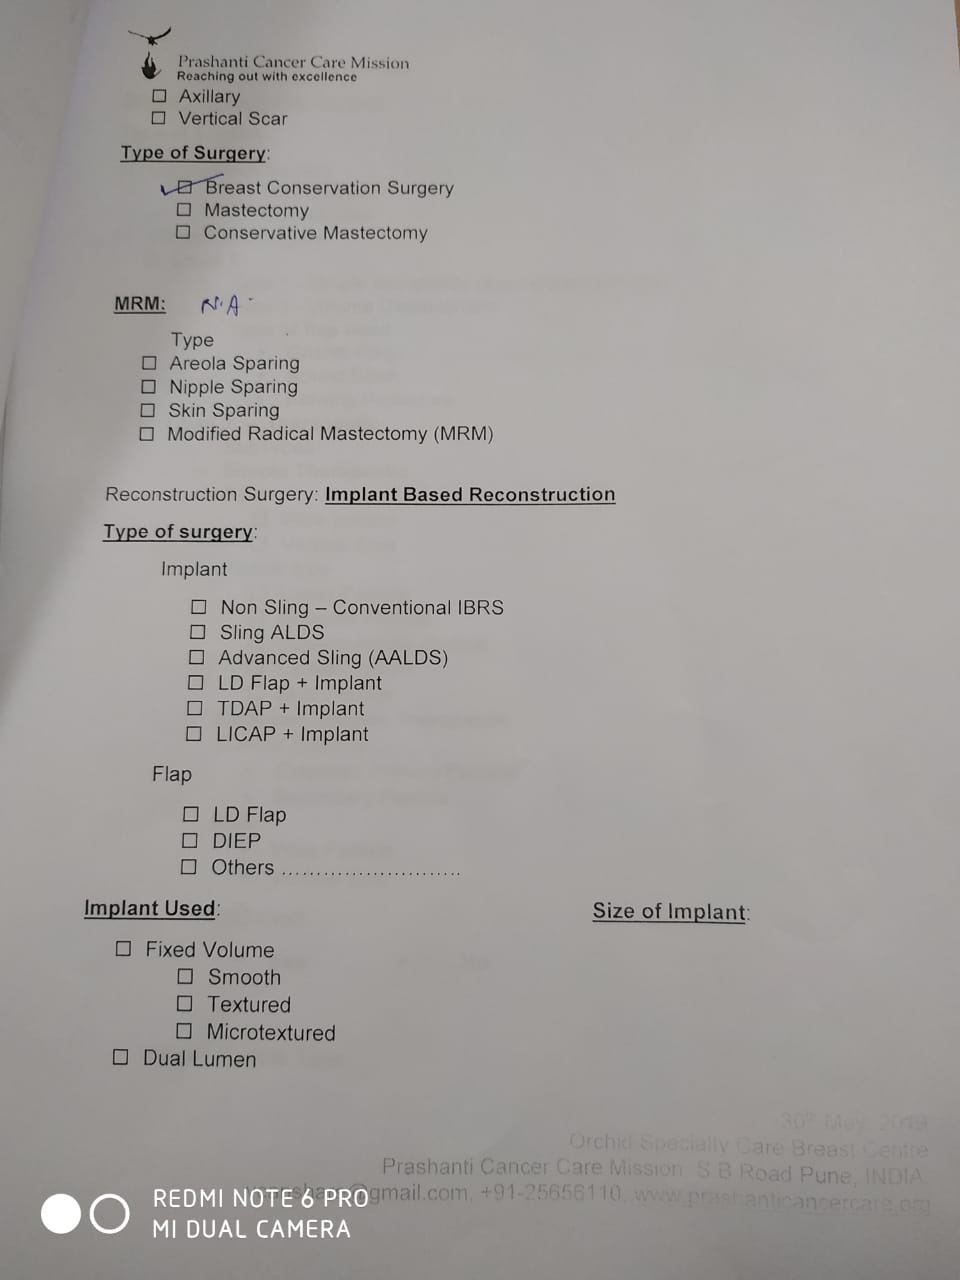 Prashanti Cancer Care Mission
Reaching out with excellence
☐ Axillary
☐ Vertical Scar
Type of Surgery:
☑ Breast Conservation Surgery
☐ Mastectomy
☐ Conservative Mastectomy
MRM: N.A.
Type
☐ Areola Sparing
☐ Nipple Sparing
☐ Skin Sparing
☐ Modified Radical Mastectomy (MRM)
Reconstruction Surgery: Implant Based Reconstruction
Type of surgery:
Implant
☐ Non Sling – Conventional IBRS
☐ Sling ALDS
☐ Advanced Sling (AALDS)
☐ LD Flap + Implant
☐ TDAP + Implant
☐ LICAP + Implant
Flap
☐ LD Flap
☐ DIEP
☐ Others ..........................
Implant Used: Size of Implant:
☐ Fixed Volume
☐ Smooth
☐ Textured
☐ Microtextured
☐ Dual Lumen
30th May, 2019
Orchid Specialty Care Breast Centre
Prashanti Cancer Care Mission S B Road Pune, INDIA
@gmail.com, +91-25656110, www.prashanticancercare.org
REDMI NOTE 6 PRO
MI DUAL CAMERA